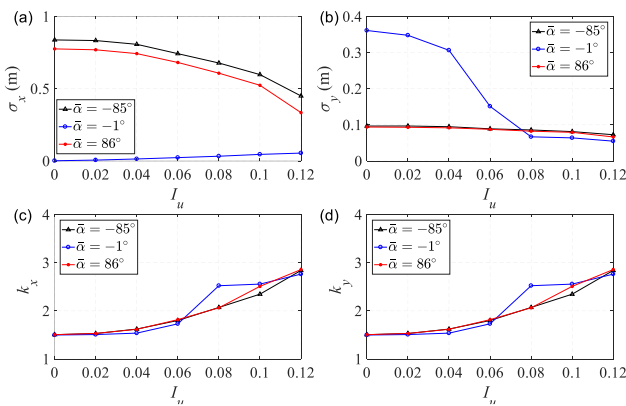 (a)
1
0.5
0
σx (m)
ᾱ = −85°
ᾱ = −1°
ᾱ = 86°
0 0.02 0.04 0.06 0.08 0.1 0.12
Iu
(b)
0.4
0.3
0.2
0.1
0
σy (m)
ᾱ = −85°
ᾱ = −1°
ᾱ = 86°
0 0.02 0.04 0.06 0.08 0.1 0.12
Iu
(c)
4
3
2
1
kx
ᾱ = −85°
ᾱ = −1°
ᾱ = 86°
0 0.02 0.04 0.06 0.08 0.1 0.12
Iu
(d)
4
3
2
1
ky
ᾱ = −85°
ᾱ = −1°
ᾱ = 86°
0 0.02 0.04 0.06 0.08 0.1 0.12
Iu